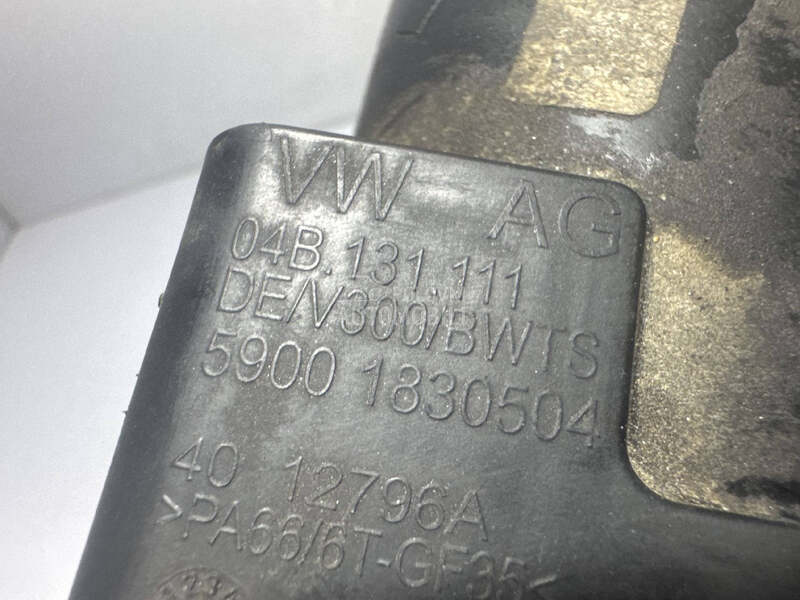 VW AG
04B.131.111
DE/V300/BWTS
5900 1830504
40 12796A
>PA66/6T-GF35<